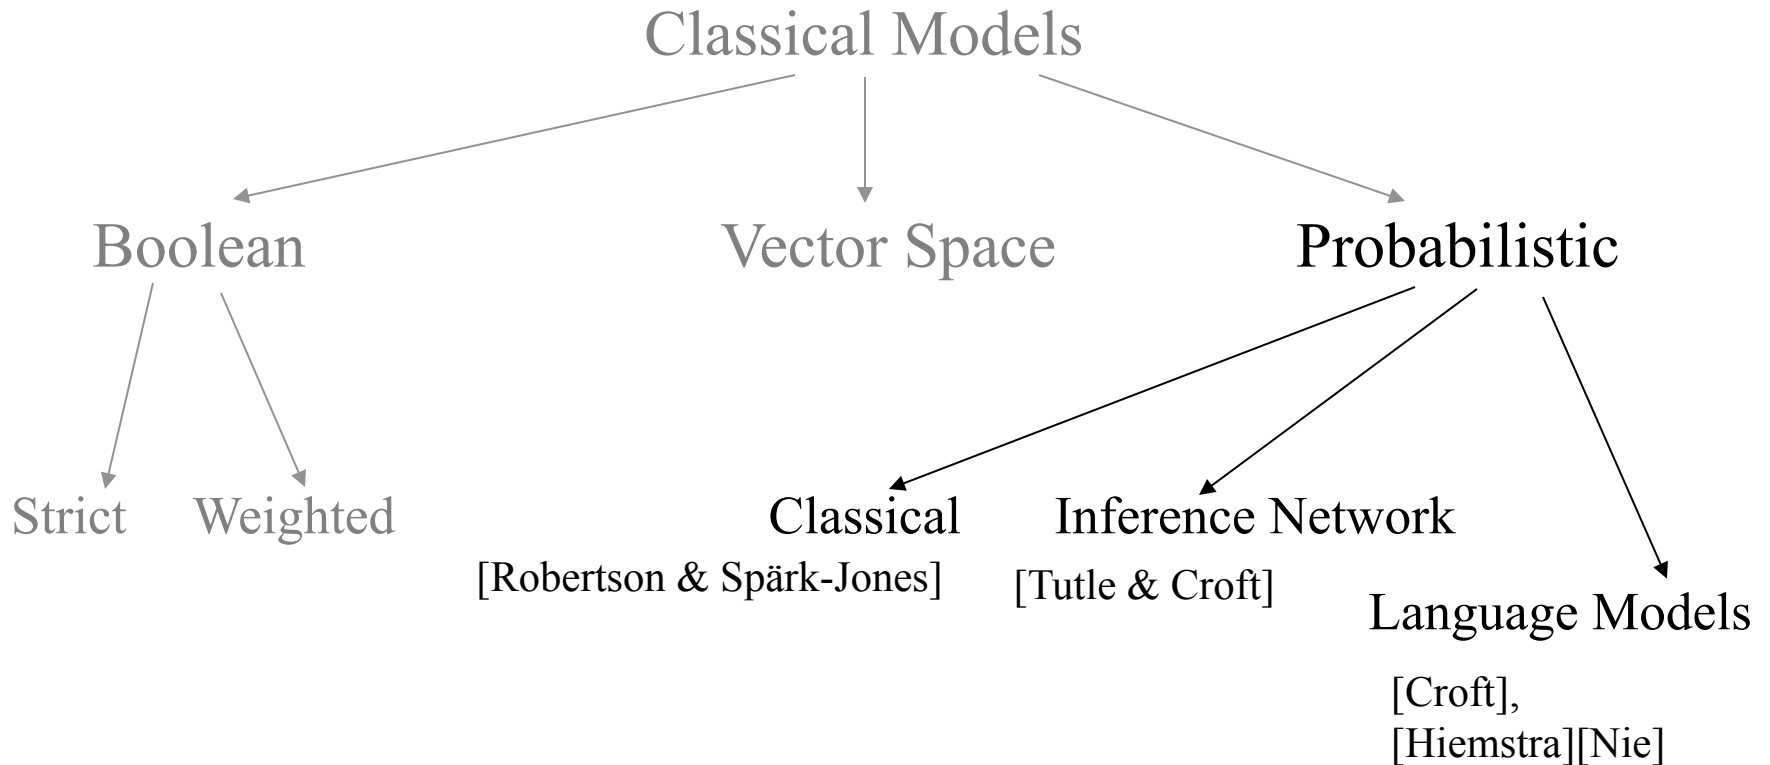 Classical Models
Boolean
Vector Space
Probabilistic
Strict
Weighted
Classical
Inference Network
[Robertson & Spärk-Jones]
[Tutle & Croft]
Language Models
[Croft],
[Hiemstra][Nie]